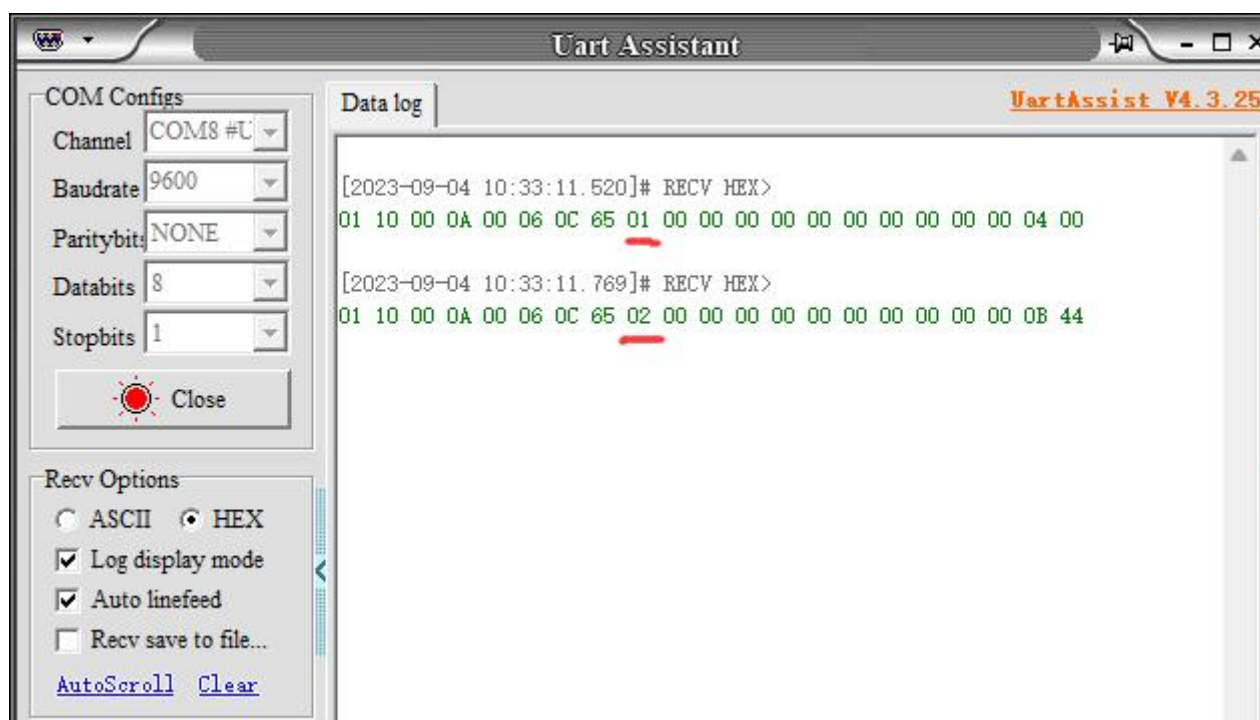 Uart Assistant
COM Configs
Channel COM8 #U
Baudrate 9600
Paritybit: NONE
Databits 8
Stopbits 1
Close
Recv Options
ASCII HEX
Log display mode
Auto linefeed
Recv save to file...
AutoScroll Clear
Data log
UartAssist V4.3.25
[2023-09-04 10:33:11.520]# RECV HEX>
01 10 00 0A 00 06 0C 65 01 00 00 00 00 00 00 00 00 00 00 04 00
[2023-09-04 10:33:11.769]# RECV HEX>
01 10 00 0A 00 06 0C 65 02 00 00 00 00 00 00 00 00 00 00 0B 44